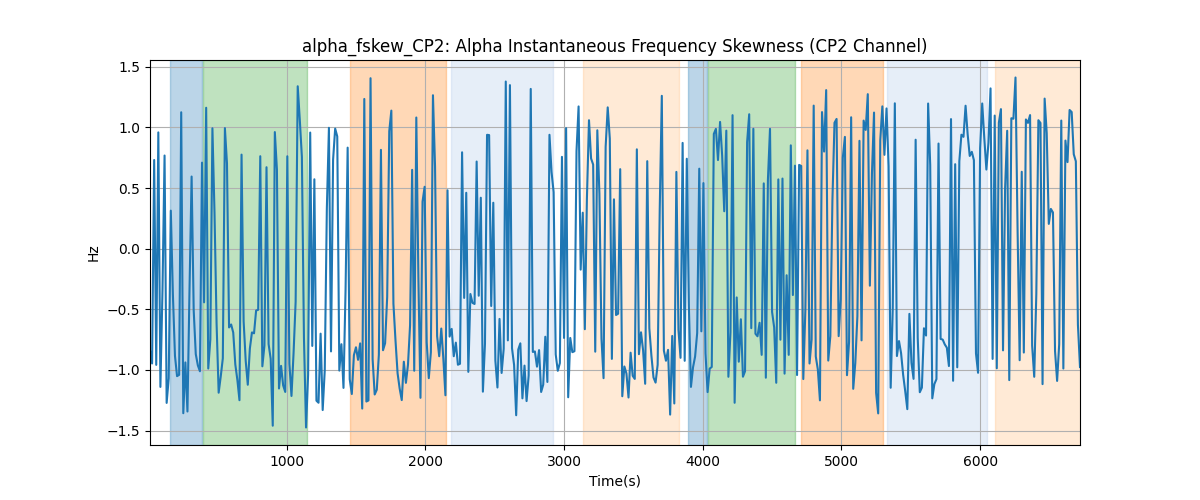 alpha_fskew_CP2: Alpha Instantaneous Frequency Skewness (CP2 Channel)
1.5
1.0
0.5
0.0
−0.5
−1.0
−1.5
Hz
1000 2000 3000 4000 5000 6000
Time(s)